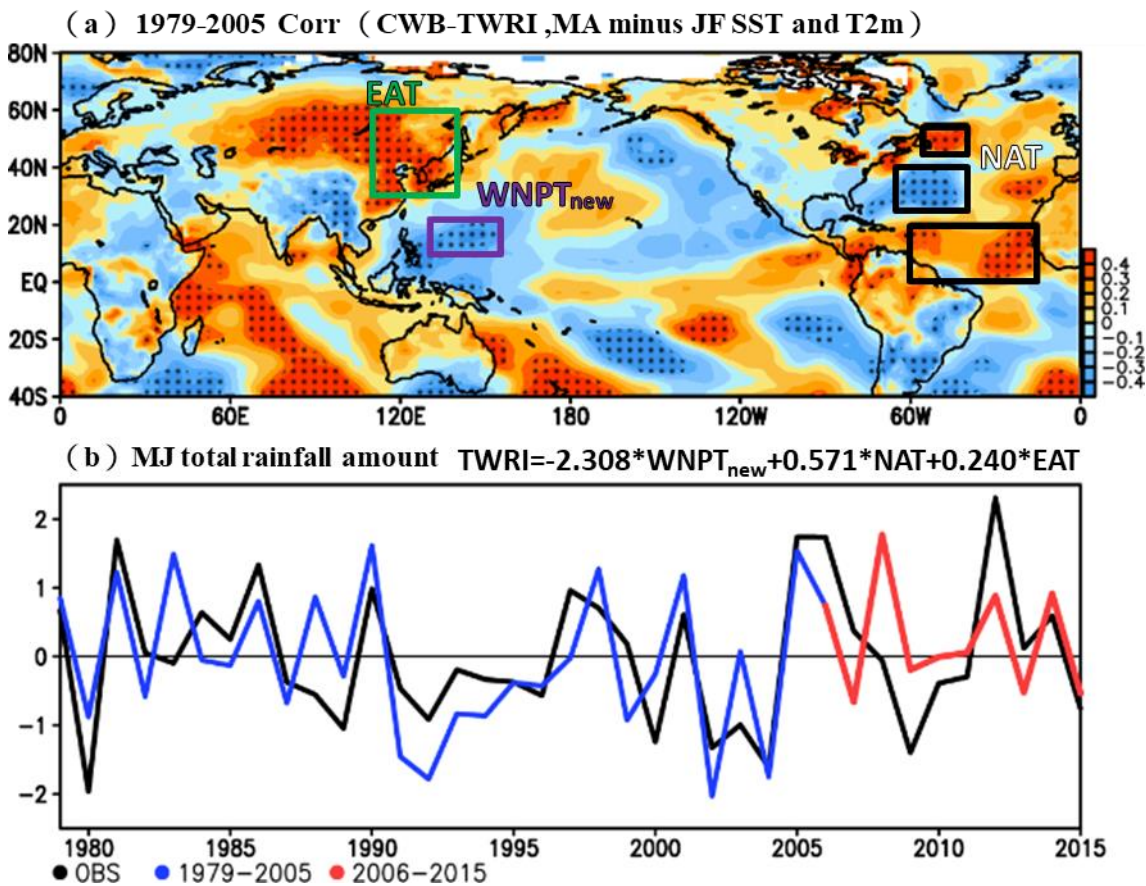 （a） 1979-2005 Corr （CWB-TWRI ,MA minus JF SST and T2m）
80N
60N
40N
20N
EQ
20S
40S
EAT
WNPTnew
NAT
0.4
0.3
0.2
0.1
0
-0.1
-0.2
-0.3
-0.4
0 60E 120E 180 120W 60W 0
（b）MJ total rainfall amount TWRI=-2.308*WNPTnew+0.571*NAT+0.240*EAT
2
1
0
-1
-2
1980 1985 1990 1995 2000 2005 2010 2015
OBS 1979-2005 2006-2015